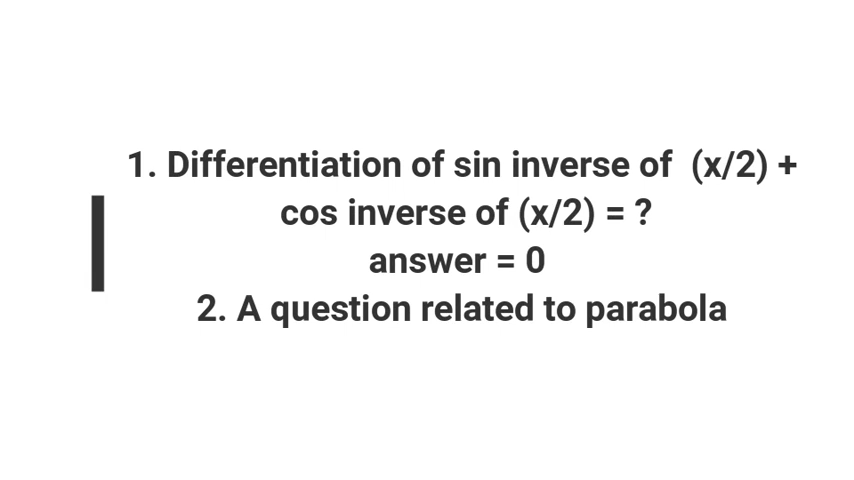 1. Differentiation of sin inverse of  (x/2) +
cos inverse of (x/2) = ?
answer = 0
2. A question related to parabola